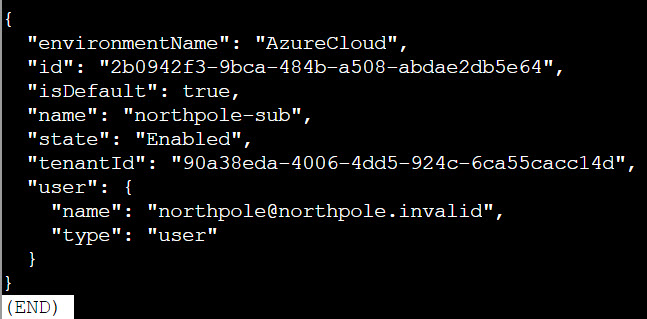 {
  "environmentName": "AzureCloud",
  "id": "2b0942f3-9bca-484b-a508-abdae2db5e64",
  "isDefault": true,
  "name": "northpole-sub",
  "state": "Enabled",
  "tenantId": "90a38eda-4006-4dd5-924c-6ca55cacc14d",
  "user": {
    "name": "northpole@northpole.invalid",
    "type": "user"
  }
}
(END)